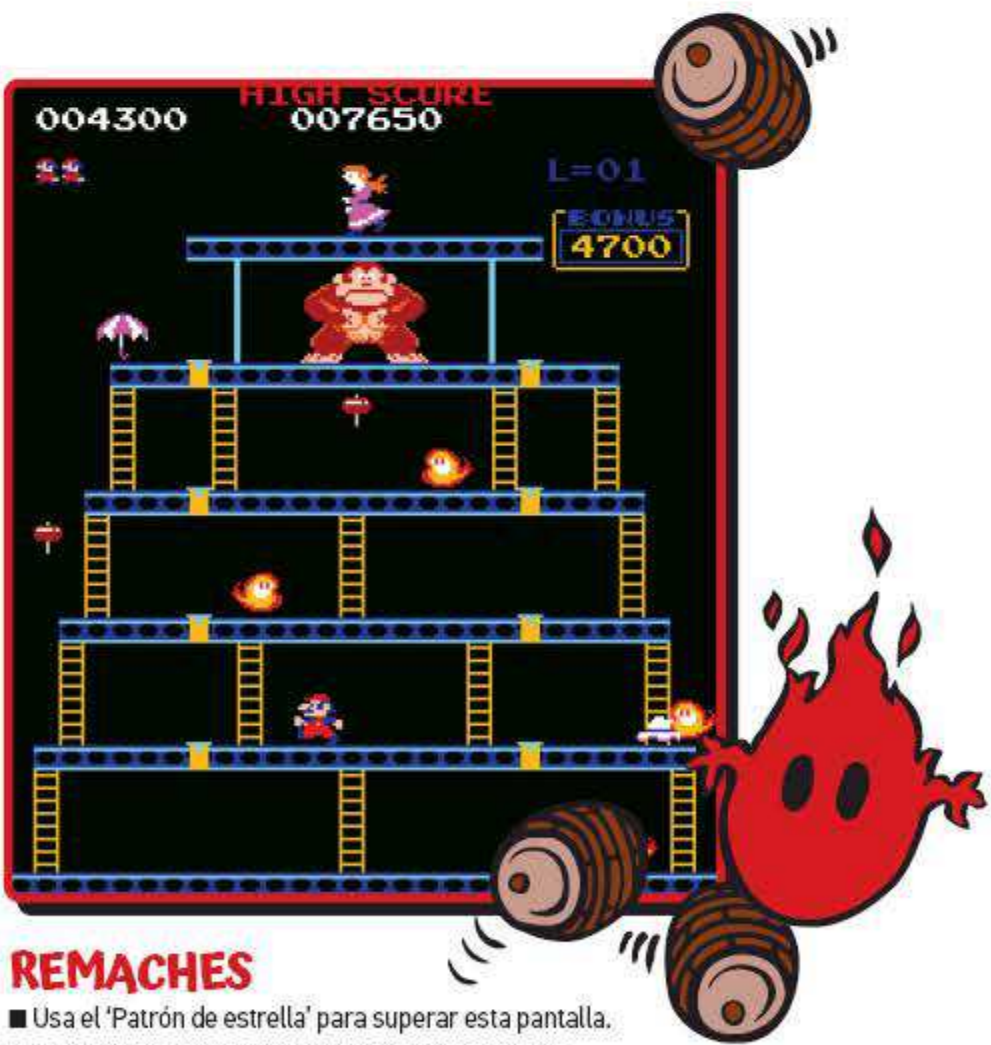 HIGH SCORE
004300 007650
L=01
BONUS
4700
REMACHES
■ Usa el ‘Patrón de estrella’ para superar esta pantalla.